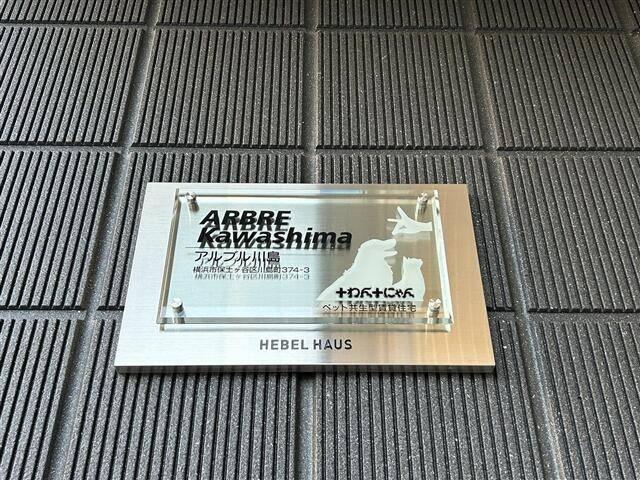 ARBRE
Kawashima
アルブル川島
横浜市保土ヶ谷区川島町374-3
+わん+にゃん
ペット共生型賃貸住宅
HEBEL HAUS